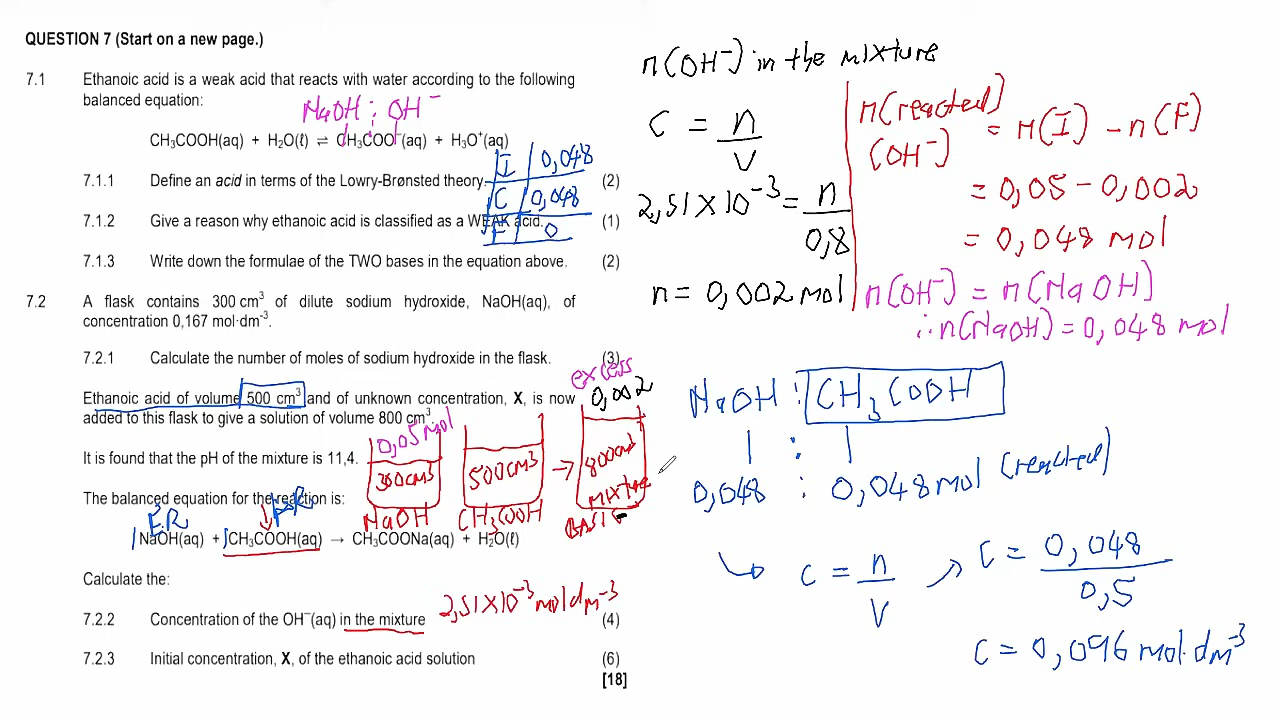 QUESTION 7 (Start on a new page.)
7.1 Ethanoic acid is a weak acid that reacts with water according to the following
balanced equation:
NaOH : OH⁻
CH₃COOH(aq) + H₂O(ℓ) ⇌ CH₃COO⁻(aq) + H₃O⁺(aq)
I 0,048
7.1.1 Define an acid in terms of the Lowry-Brønsted theory. (2)
C 0,048
7.1.2 Give a reason why ethanoic acid is classified as a WEAK acid. (1)
F 0
7.1.3 Write down the formulae of the TWO bases in the equation above. (2)
7.2 A flask contains 300 cm³ of dilute sodium hydroxide, NaOH(aq), of
concentration 0,167 mol·dm⁻³.
7.2.1 Calculate the number of moles of sodium hydroxide in the flask. (3)
Ethanoic acid of volume 500 cm³ and of unknown concentration, X, is now
added to this flask to give a solution of volume 800 cm³.
It is found that the pH of the mixture is 11,4.
The balanced equation for the reaction is:
1NaOH(aq) + 1CH₃COOH(aq) → CH₃COONa(aq) + H₂O(ℓ)
ER
0,05 mol
300cm³
NaOH
500cm³
CH₃COOH
→
excess
0,002
800cm³
MIXTURE
BASIC
Calculate the:
7.2.2 Concentration of the OH⁻(aq) in the mixture (4)
2,51×10⁻³ mol dm⁻³
7.2.3 Initial concentration, X, of the ethanoic acid solution (6)
[18]
n(OH⁻) in the mixture
C = n/V
2,51×10⁻³ = n/0,8
n = 0,002 mol
n(reacted) (OH⁻) = n(I) − n(F)
= 0,05 − 0,002
= 0,048 mol
n(OH⁻) = n(NaOH)
∴ n(NaOH) = 0,048 mol
NaOH : CH₃COOH
1 : 1
0,048 : 0,048 mol (reacted)
C = n/V
C = 0,048/0,5
C = 0,096 mol·dm⁻³